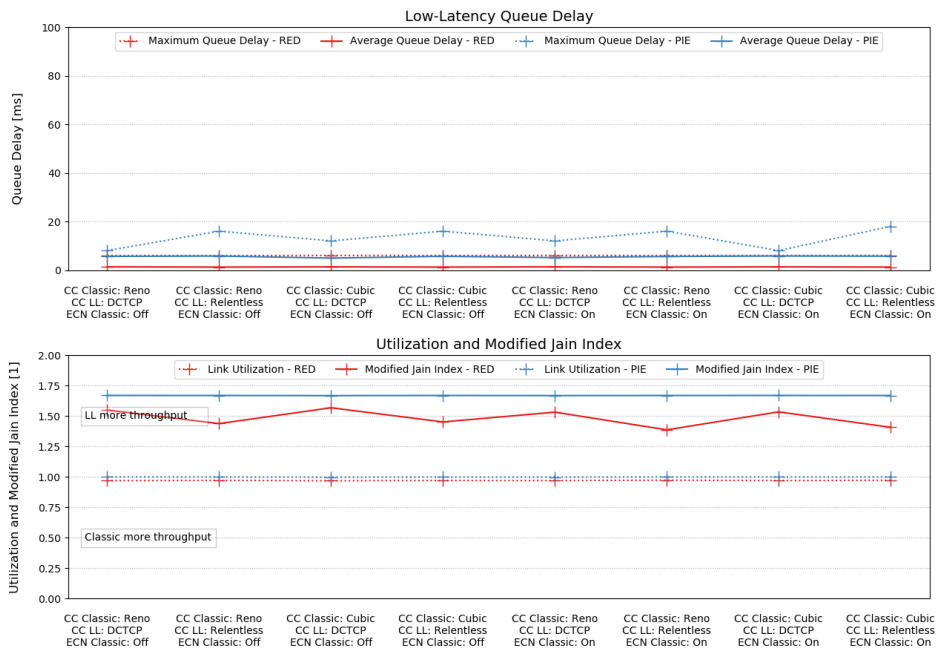 Low-Latency Queue Delay
Maximum Queue Delay - RED Average Queue Delay - RED Maximum Queue Delay - PIE Average Queue Delay - PIE
100
80
60
40
20
0
Queue Delay [ms]
CC Classic: Reno CC Classic: Reno CC Classic: Cubic CC Classic: Cubic CC Classic: Reno CC Classic: Reno CC Classic: Cubic CC Classic: Cubic
CC LL: DCTCP CC LL: Relentless CC LL: DCTCP CC LL: Relentless CC LL: DCTCP CC LL: Relentless CC LL: DCTCP CC LL: Relentless
ECN Classic: Off ECN Classic: Off ECN Classic: Off ECN Classic: Off ECN Classic: On ECN Classic: On ECN Classic: On ECN Classic: On
Utilization and Modified Jain Index
Link Utilization - RED Modified Jain Index - RED Link Utilization - PIE Modified Jain Index - PIE
2.00
1.75
1.50
1.25
1.00
0.75
0.50
0.25
0.00
Utilization and Modified Jain Index [1]
LL more throughput
Classic more throughput
CC Classic: Reno CC Classic: Reno CC Classic: Cubic CC Classic: Cubic CC Classic: Reno CC Classic: Reno CC Classic: Cubic CC Classic: Cubic
CC LL: DCTCP CC LL: Relentless CC LL: DCTCP CC LL: Relentless CC LL: DCTCP CC LL: Relentless CC LL: DCTCP CC LL: Relentless
ECN Classic: Off ECN Classic: Off ECN Classic: Off ECN Classic: Off ECN Classic: On ECN Classic: On ECN Classic: On ECN Classic: On